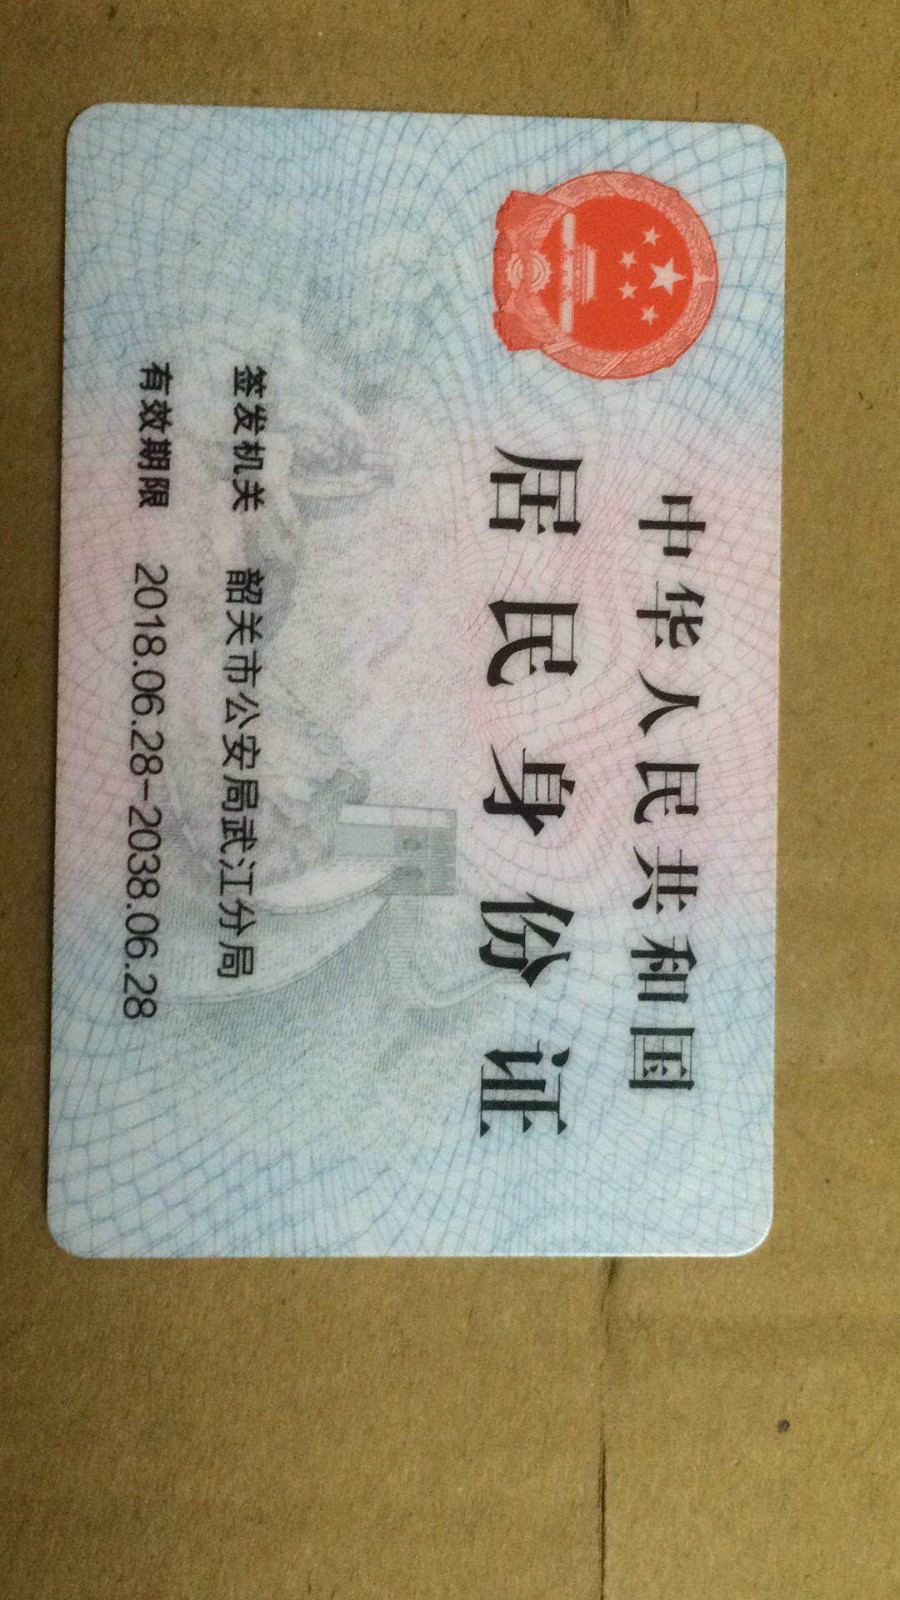 中华人民共和国
居民身份证
签发机关 韶关市公安局武江分局
有效期限 2018.06.28-2038.06.28